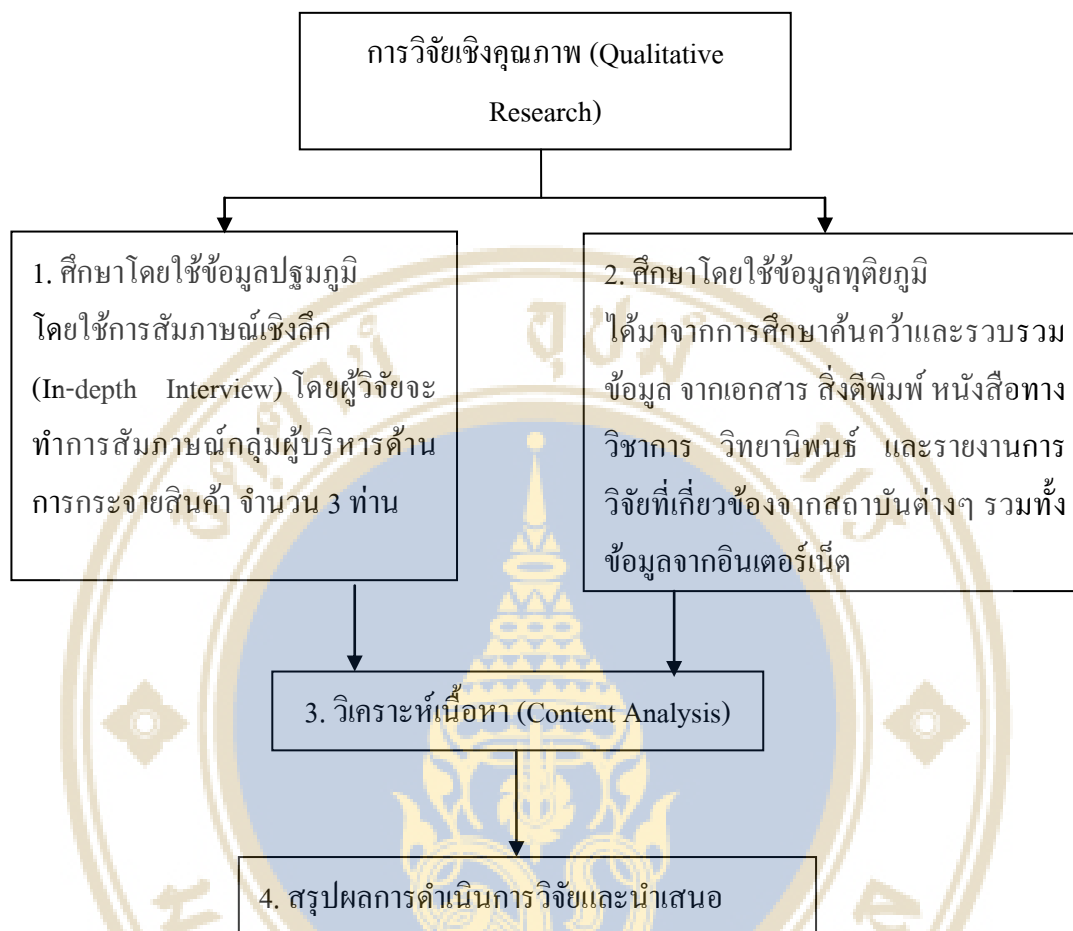 การวิจัยเชิงคุณภาพ (Qualitative
Research)
1. ศึกษาโดยใช้ข้อมูลปฐมภูมิ
โดยใช้การสัมภาษณ์เชิงลึก
(In-depth Interview) โดยผู้วิจัยจะ
ทำการสัมภาษณ์กลุ่มผู้บริหารด้าน
การกระจายสินค้า จำนวน 3 ท่าน
2. ศึกษาโดยใช้ข้อมูลทุติยภูมิ
ได้มาจากการศึกษาค้นคว้าและรวบรวม
ข้อมูล จากเอกสาร สิ่งตีพิมพ์ หนังสือทาง
วิชาการ วิทยานิพนธ์ และรายงานการ
วิจัยที่เกี่ยวข้องจากสถาบันต่างๆ รวมทั้ง
ข้อมูลจากอินเตอร์เน็ต
3. วิเคราะห์เนื้อหา (Content Analysis)
4. สรุปผลการดำเนินการวิจัยและนำเสนอ